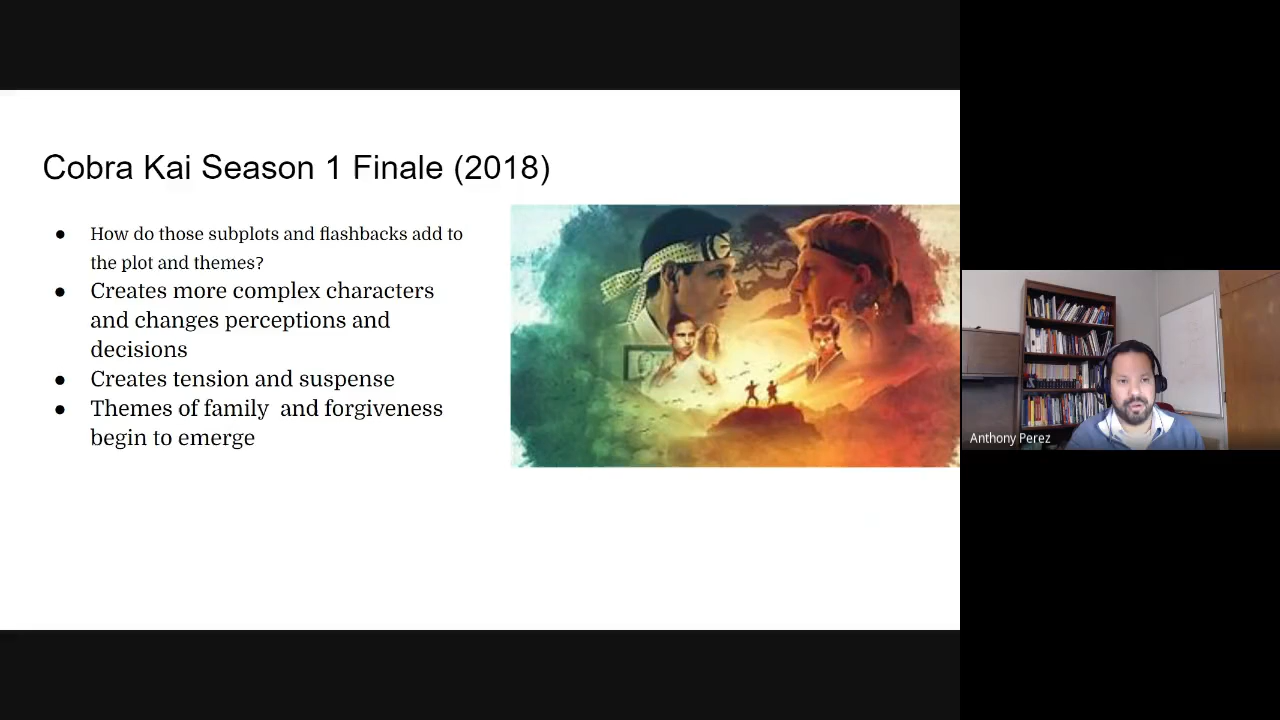 Cobra Kai Season 1 Finale (2018)
● How do those subplots and flashbacks add to
the plot and themes?
● Creates more complex characters
and changes perceptions and
decisions
● Creates tension and suspense
● Themes of family  and forgiveness
begin to emerge
Anthony Perez